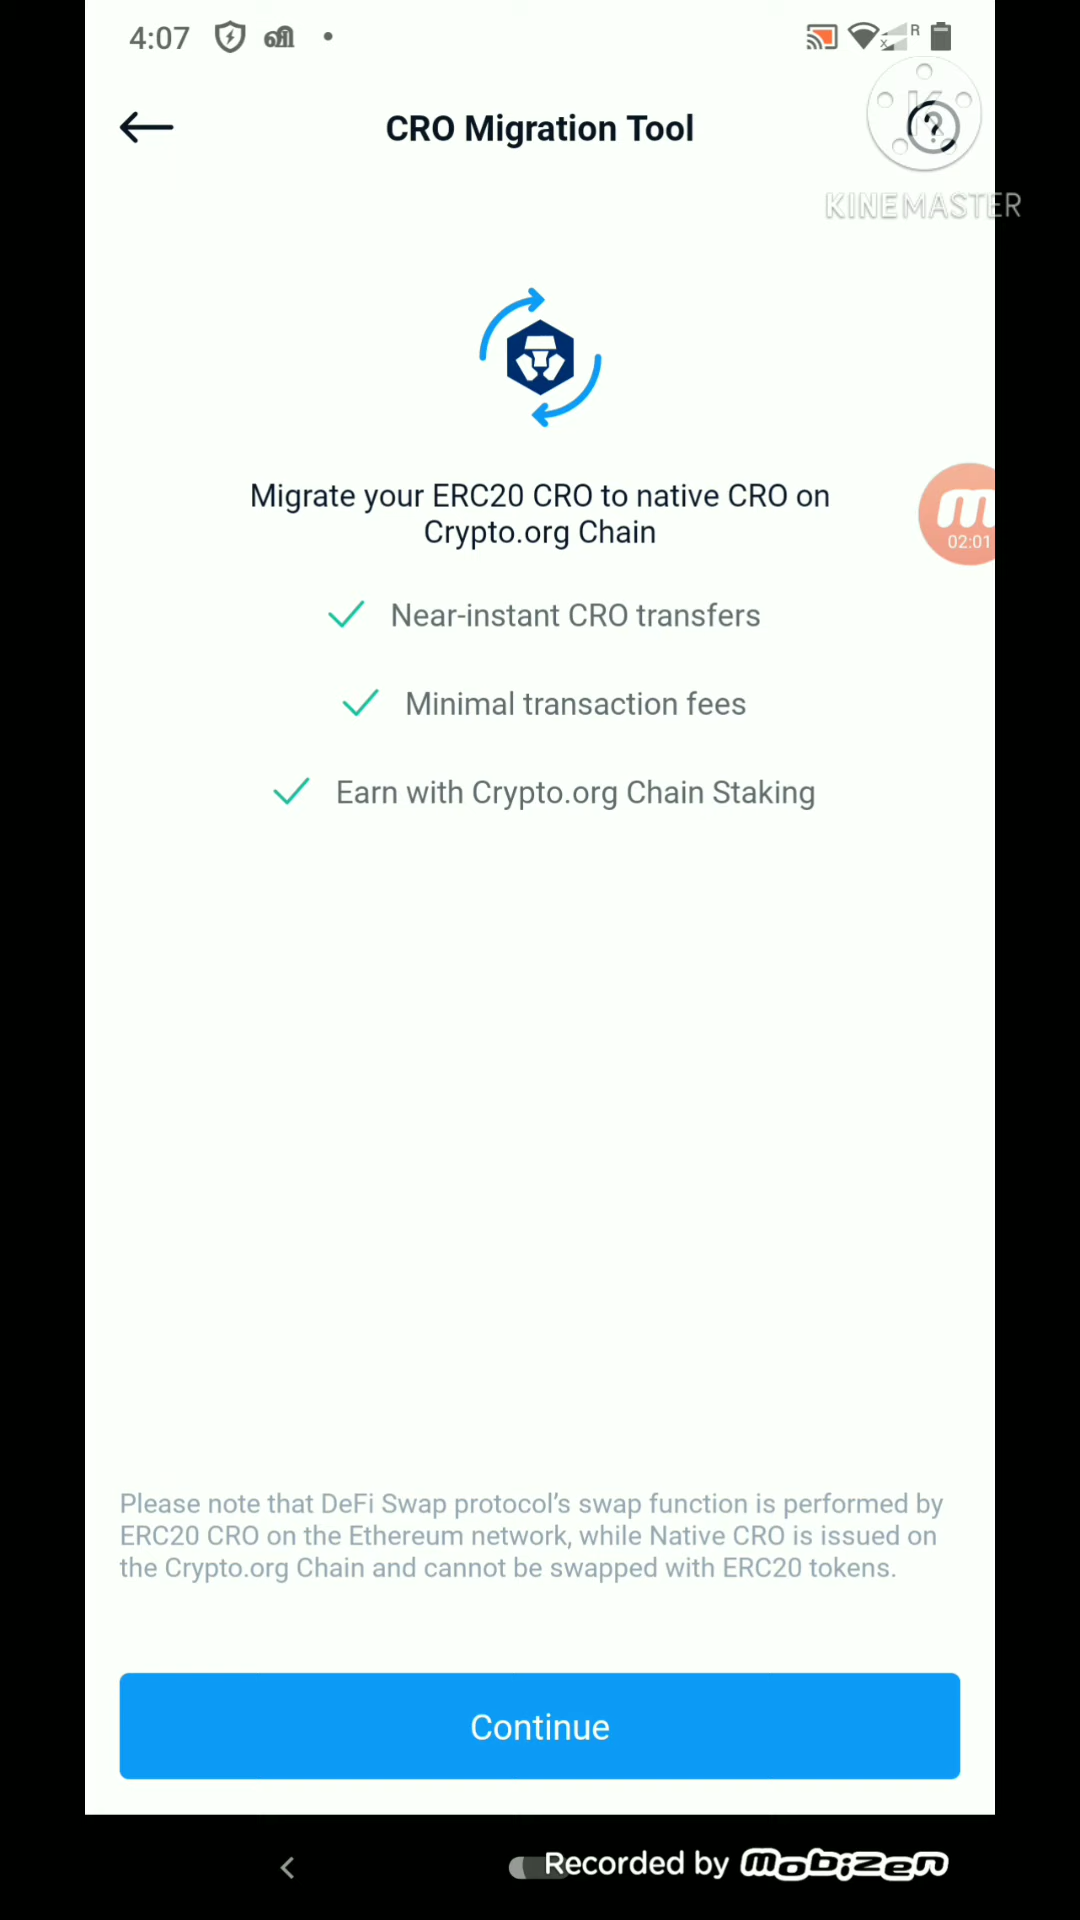 4:07 வி
R
CRO Migration Tool
KINEMASTER
Migrate your ERC20 CRO to native CRO on
Crypto.org Chain
02:01
Near-instant CRO transfers
Minimal transaction fees
Earn with Crypto.org Chain Staking
Please note that DeFi Swap protocol’s swap function is performed by
ERC20 CRO on the Ethereum network, while Native CRO is issued on
the Crypto.org Chain and cannot be swapped with ERC20 tokens.
Continue
Recorded by mobizen